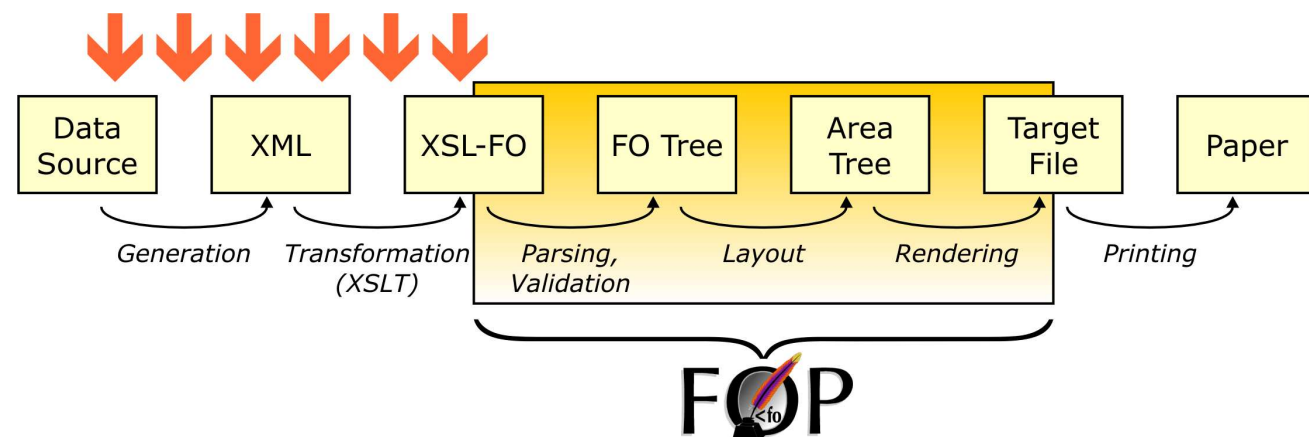 Data
Source
XML
XSL-FO
FO Tree
Area
Tree
Target
File
Paper
Generation
Transformation
(XSLT)
Parsing,
Validation
Layout
Rendering
Printing
FOP
<fo